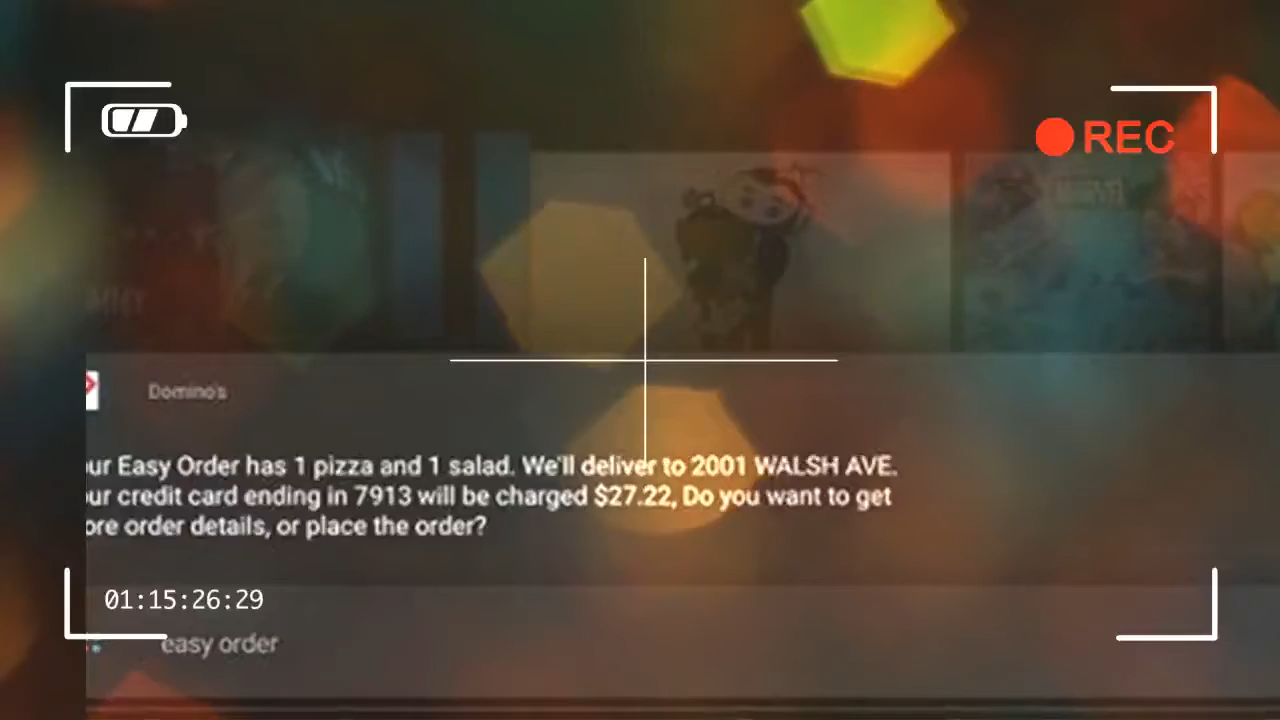 REC
MARVEL
Domino's
ur Easy Order has 1 pizza and 1 salad. We'll deliver to 2001 WALSH AVE.
our credit card ending in 7913 will be charged $27.22, Do you want to get
ore order details, or place the order?
01:15:26:29
easy order